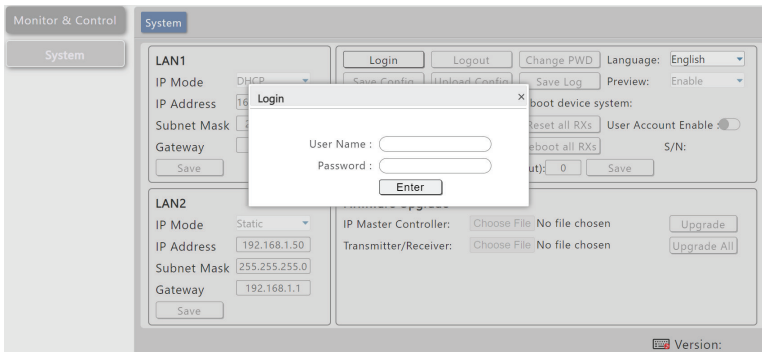 Monitor & Control
System
System
LAN1
IP Mode DHCP
IP Address 16
Subnet Mask 2
Gateway
Save
Login Logout Change PWD Language: English
Save Config Upload Config Save Log Preview: Enable
boot device system:
Reset all RXs User Account Enable :
eboot all RXs S/N:
ut): 0 Save
Login ×
User Name :
Password :
Enter
LAN2
IP Mode Static
IP Address 192.168.1.50
Subnet Mask 255.255.255.0
Gateway 192.168.1.1
Save
Firmware Upgrade
IP Master Controller: Choose File No file chosen Upgrade
Transmitter/Receiver: Choose File No file chosen Upgrade All
Version: